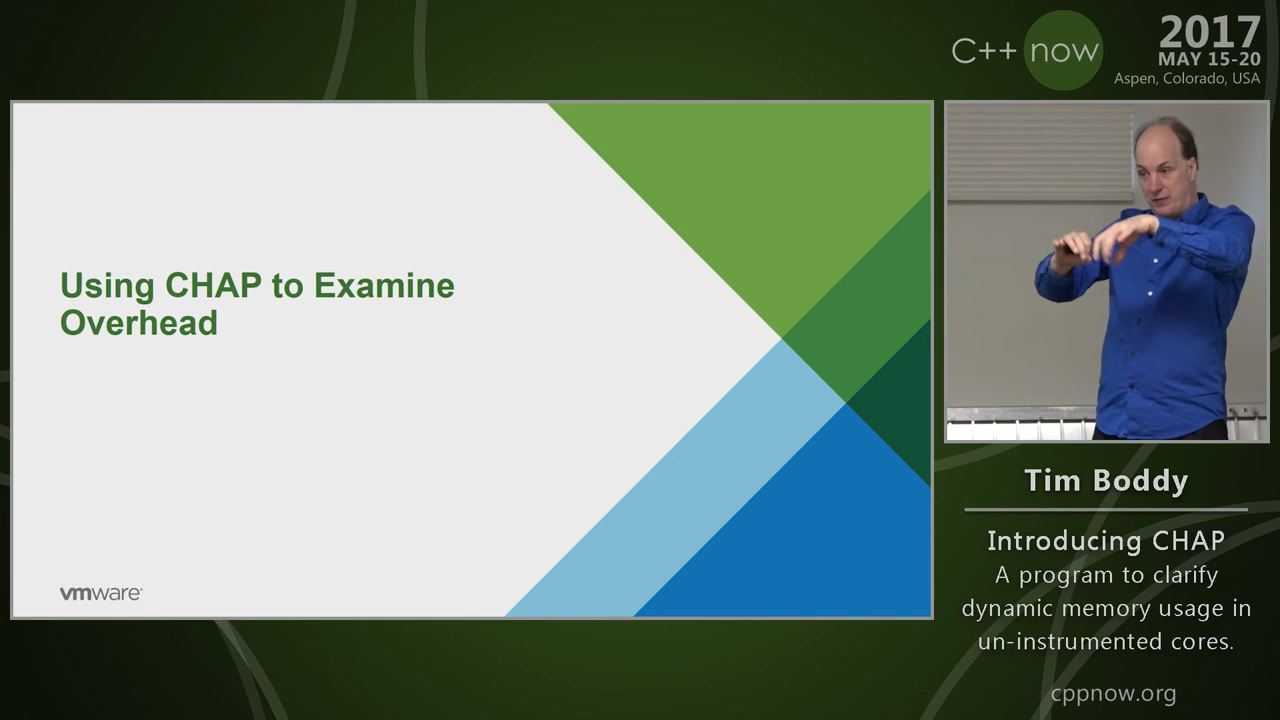 C++ now
2017
MAY 15-20
Aspen, Colorado, USA
Using CHAP to Examine
Overhead
vmware®
Tim Boddy
Introducing CHAP
A program to clarify
dynamic memory usage in
un-instrumented cores.
cppnow.org